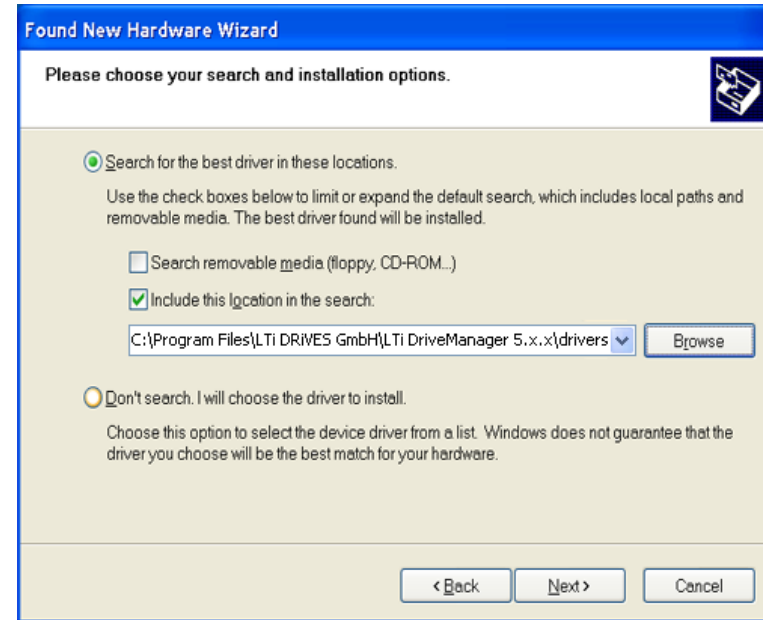 Found New Hardware Wizard
Please choose your search and installation options.
Search for the best driver in these locations.
Use the check boxes below to limit or expand the default search, which includes local paths and
removable media. The best driver found will be installed.
Search removable media (floppy, CD-ROM...)
Include this location in the search:
C:\Program Files\LTi DRiVES GmbH\LTi DriveManager 5.x.x\drivers
Browse
Don't search. I will choose the driver to install.
Choose this option to select the device driver from a list. Windows does not guarantee that the
driver you choose will be the best match for your hardware.
< Back Next > Cancel